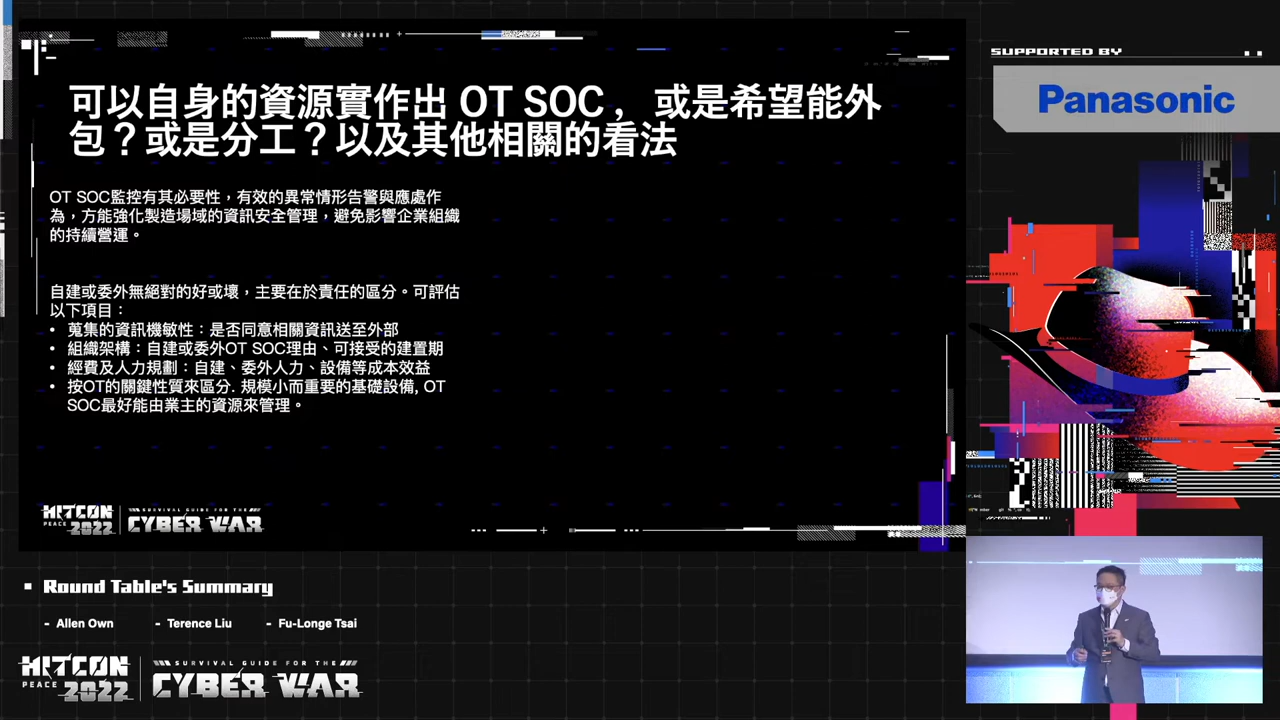 可以自身的資源實作出 OT SOC , 或是希望能外
包？或是分工？以及其他相關的看法
OT SOC監控有其必要性，有效的異常情形告警與應處作
為，方能強化製造場域的資訊安全管理，避免影響企業組織
的持續營運。
自建或委外無絕對的好或壞，主要在於責任的區分。可評估
以下項目：
• 蒐集的資訊機敏性：是否同意相關資訊送至外部
• 組織架構：自建或委外OT SOC理由、可接受的建置期
• 經費及人力規劃：自建、委外人力、設備等成本效益
• 按OT的關鍵性質來區分. 規模小而重要的基礎設備, OT
SOC最好能由業主的資源來管理。
HITCON
PEACE 2022
SURVIVAL GUIDE FOR THE
CYBER WAR
SUPPORTED BY
Panasonic
Round Table's Summary
- Allen Own - Terence Liu - Fu-Longe Tsai
HITCON
PEACE 2022
SURVIVAL GUIDE FOR THE
CYBER WAR